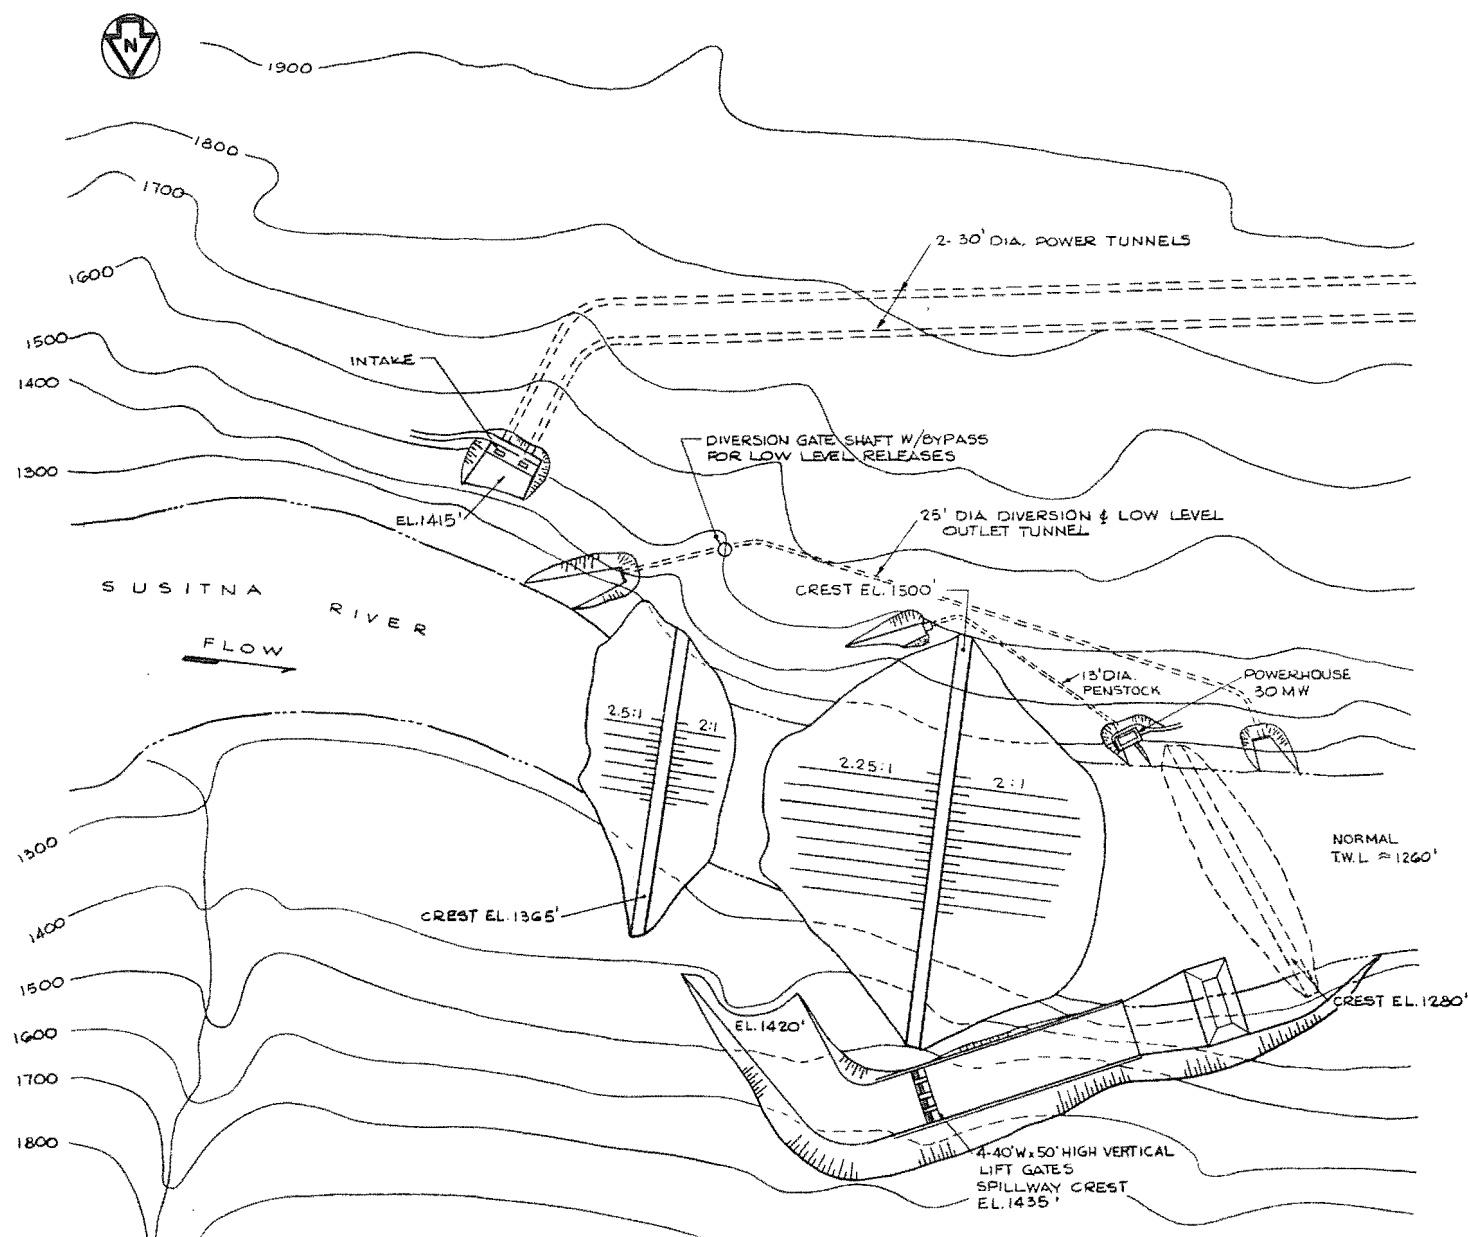 N
1900
1800
1700
2-30' DIA. POWER TUNNELS
1600
1500
INTAKE
1400
DIVERSION GATE SHAFT W/BYPASS
FOR LOW LEVEL RELEASES
1300
EL.1415'
25' DIA DIVERSION & LOW LEVEL
OUTLET TUNNEL
SUSITNA RIVER
CREST EL.1500'
FLOW
13' DIA.
PENSTOCK
POWERHOUSE
30 MW
2.5:1
2:1
2.25:1
2:1
1300
NORMAL
T.W.L ≈ 1260'
CREST EL.1365'
1400
1500
CREST EL.1280'
EL.1420'
1600
1700
1800
4-40'W x 50' HIGH VERTICAL
LIFT GATES
SPILLWAY CREST
EL.1435'